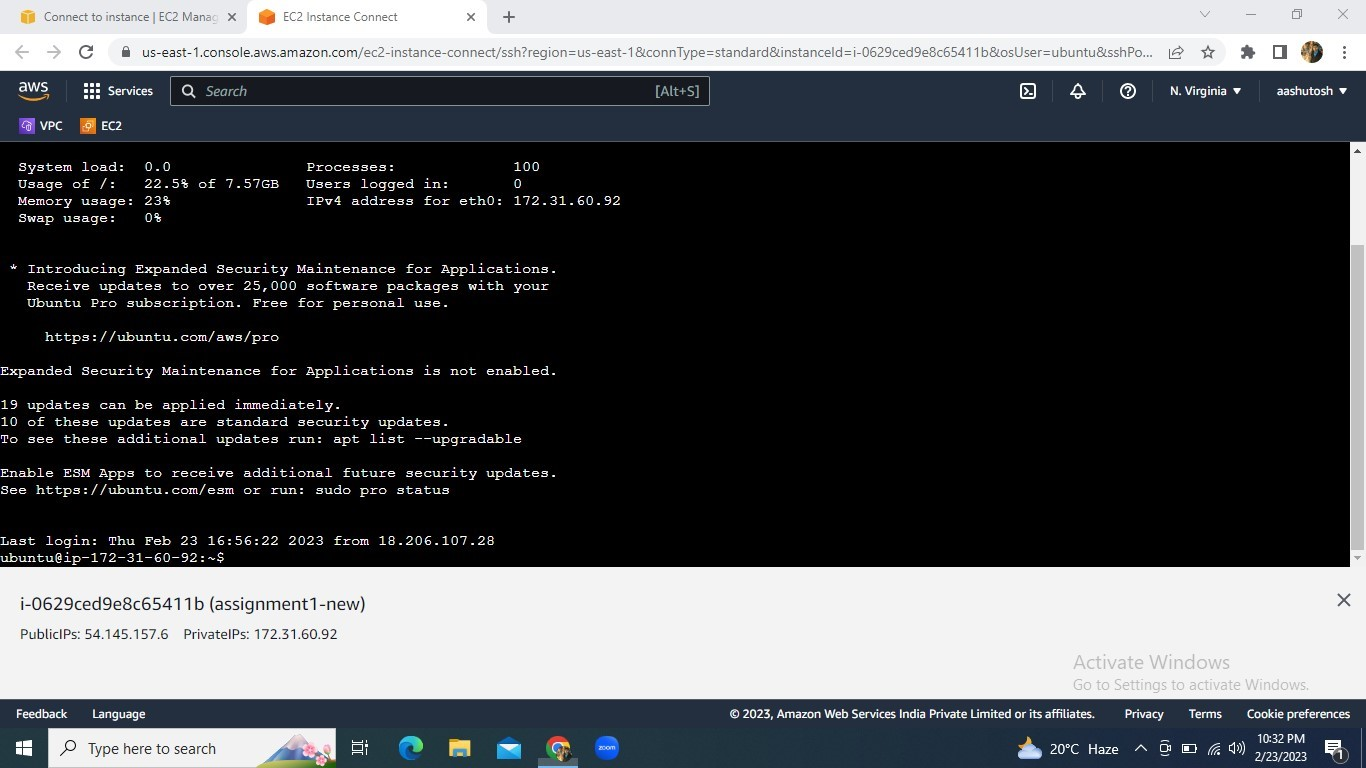 Connect to instance | EC2 Manag
EC2 Instance Connect
us-east-1.console.aws.amazon.com/ec2-instance-connect/ssh?region=us-east-1&connType=standard&instanceId=i-0629ced9e8c65411b&osUser=ubuntu&sshPo...
aws Services Search [Alt+S] N. Virginia aashutosh
VPC EC2
System load: 0.0 Processes: 100
Usage of /: 22.5% of 7.57GB Users logged in: 0
Memory usage: 23% IPv4 address for eth0: 172.31.60.92
Swap usage: 0%
* Introducing Expanded Security Maintenance for Applications.
Receive updates to over 25,000 software packages with your
Ubuntu Pro subscription. Free for personal use.
https://ubuntu.com/aws/pro
Expanded Security Maintenance for Applications is not enabled.
19 updates can be applied immediately.
10 of these updates are standard security updates.
To see these additional updates run: apt list --upgradable
Enable ESM Apps to receive additional future security updates.
See https://ubuntu.com/esm or run: sudo pro status
Last login: Thu Feb 23 16:56:22 2023 from 18.206.107.28
ubuntu@ip-172-31-60-92:~$
i-0629ced9e8c65411b (assignment1-new)
PublicIPs: 54.145.157.6 PrivateIPs: 172.31.60.92
Activate Windows
Go to Settings to activate Windows.
Feedback Language © 2023, Amazon Web Services India Private Limited or its affiliates. Privacy Terms Cookie preferences
Type here to search zoom 20°C Haze 10:32 PM
2/23/2023 1